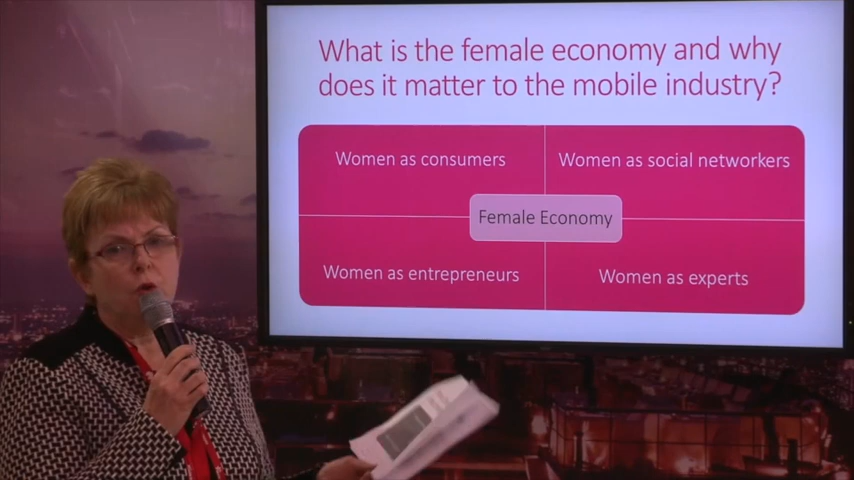 What is the female economy and why
does it matter to the mobile industry?
Women as consumers
Women as social networkers
Female Economy
Women as entrepreneurs
Women as experts